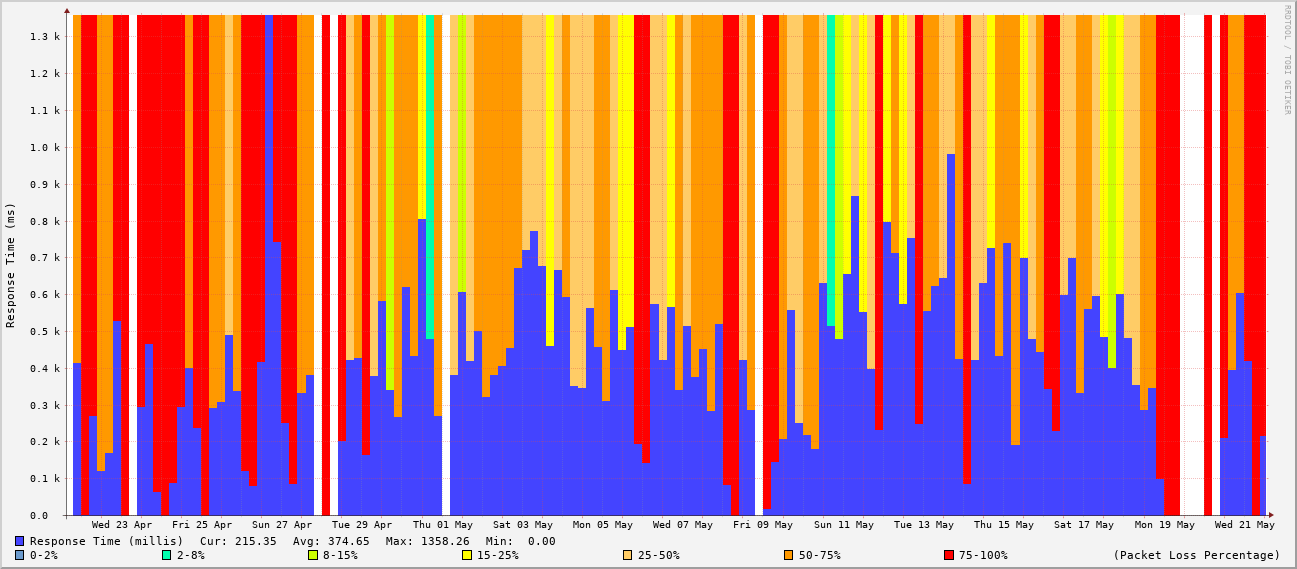 RRDTOOL / TOBI OETIKER
Response Time (ms)
1.3 k
1.2 k
1.1 k
1.0 k
0.9 k
0.8 k
0.7 k
0.6 k
0.5 k
0.4 k
0.3 k
0.2 k
0.1 k
0.0
Wed 23 Apr Fri 25 Apr Sun 27 Apr Tue 29 Apr Thu 01 May Sat 03 May Mon 05 May Wed 07 May Fri 09 May Sun 11 May Tue 13 May Thu 15 May Sat 17 May Mon 19 May Wed 21 May
Response Time (millis) Cur: 215.35 Avg: 374.65 Max: 1358.26 Min: 0.00
0-2% 2-8% 8-15% 15-25% 25-50% 50-75% 75-100% (Packet Loss Percentage)